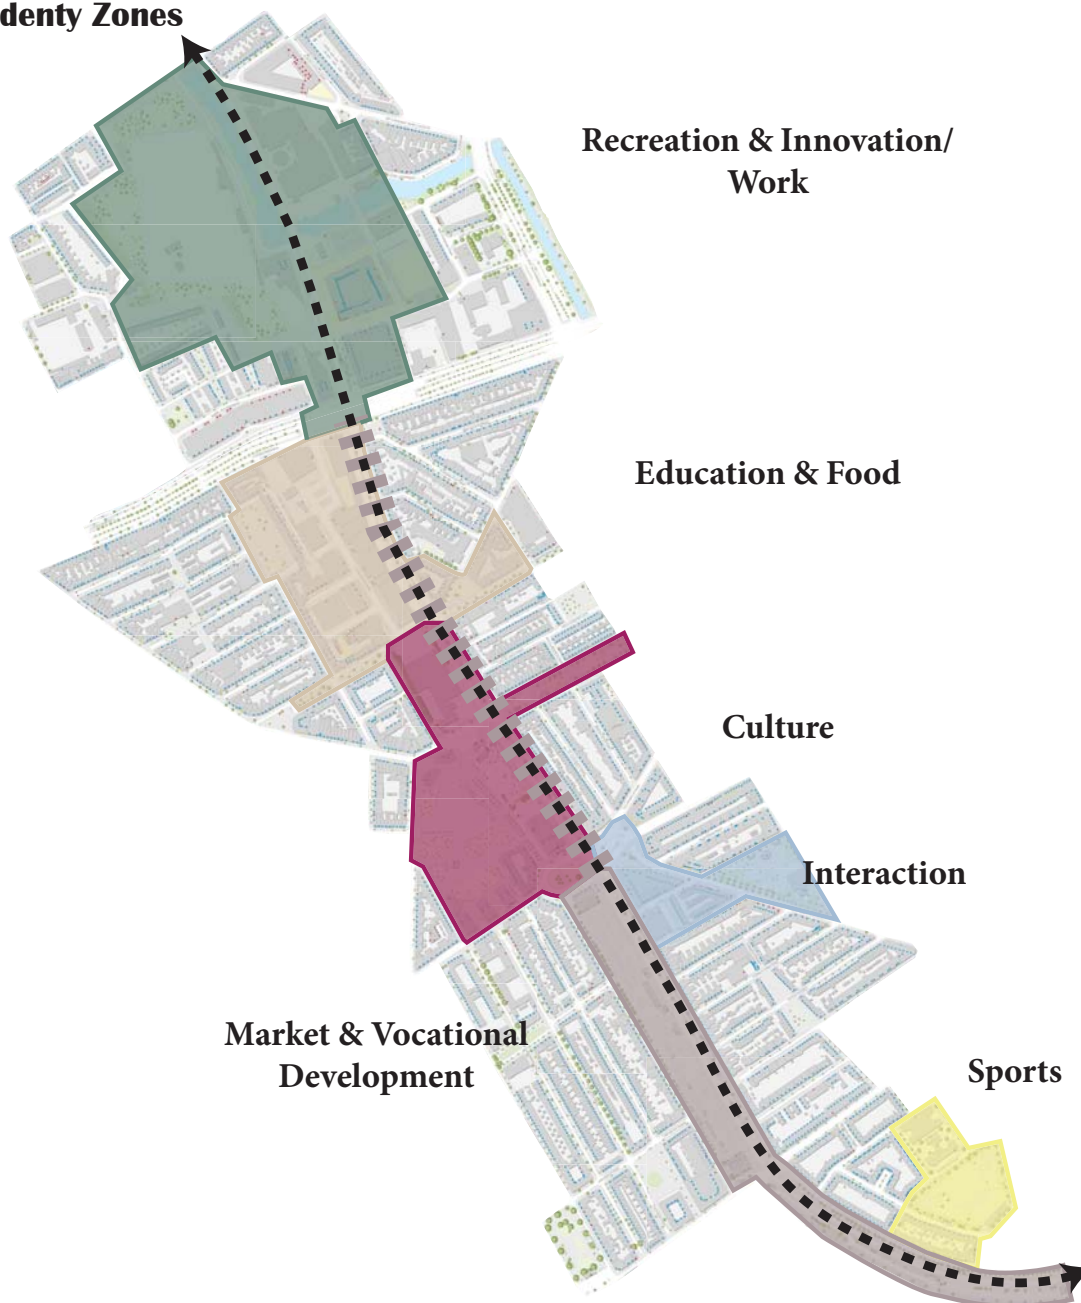 denty Zones
Recreation & Innovation/
Work
Education & Food
Culture
Interaction
Market & Vocational
Development
Sports